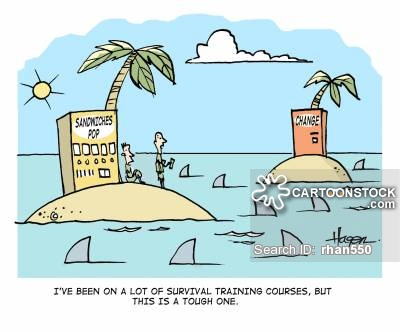 SANDWICHES
POP
CHANGE
CARTOONSTOCK
.com
Hagen
Search ID: rhan550
I'VE BEEN ON A LOT OF SURVIVAL TRAINING COURSES, BUT
THIS IS A TOUGH ONE.